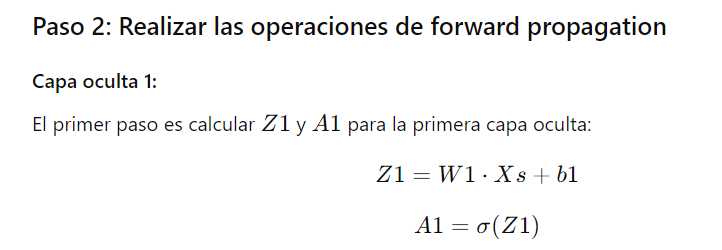 Paso 2: Realizar las operaciones de forward propagation
Capa oculta 1:
El primer paso es calcular Z1 y A1 para la primera capa oculta:
Z1 = W1 · Xs + b1
A1 = σ(Z1)